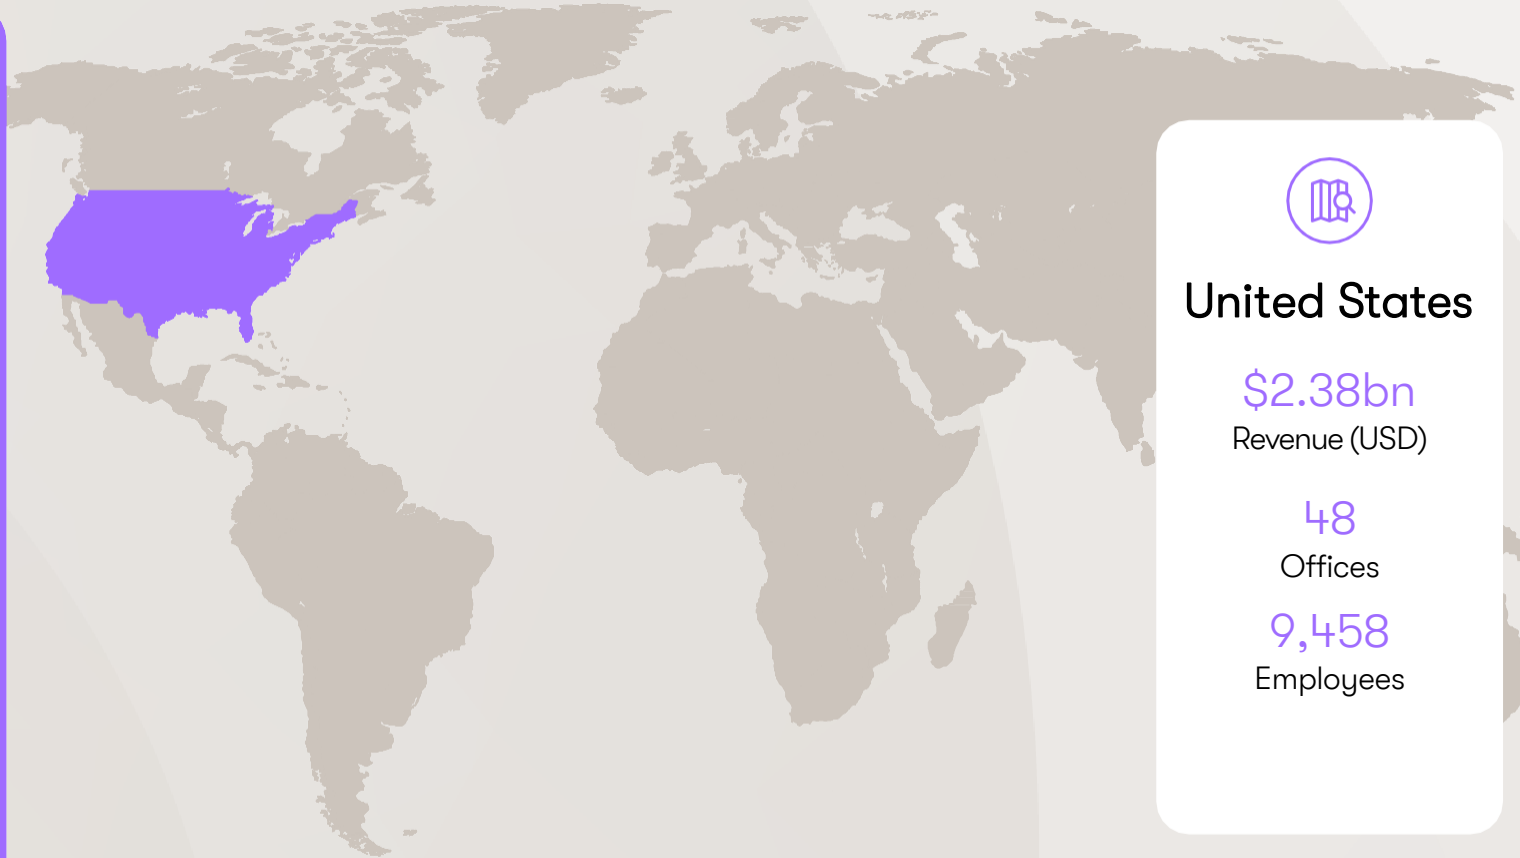 United States
$2.38bn
Revenue (USD)
48
Offices
9,458
Employees